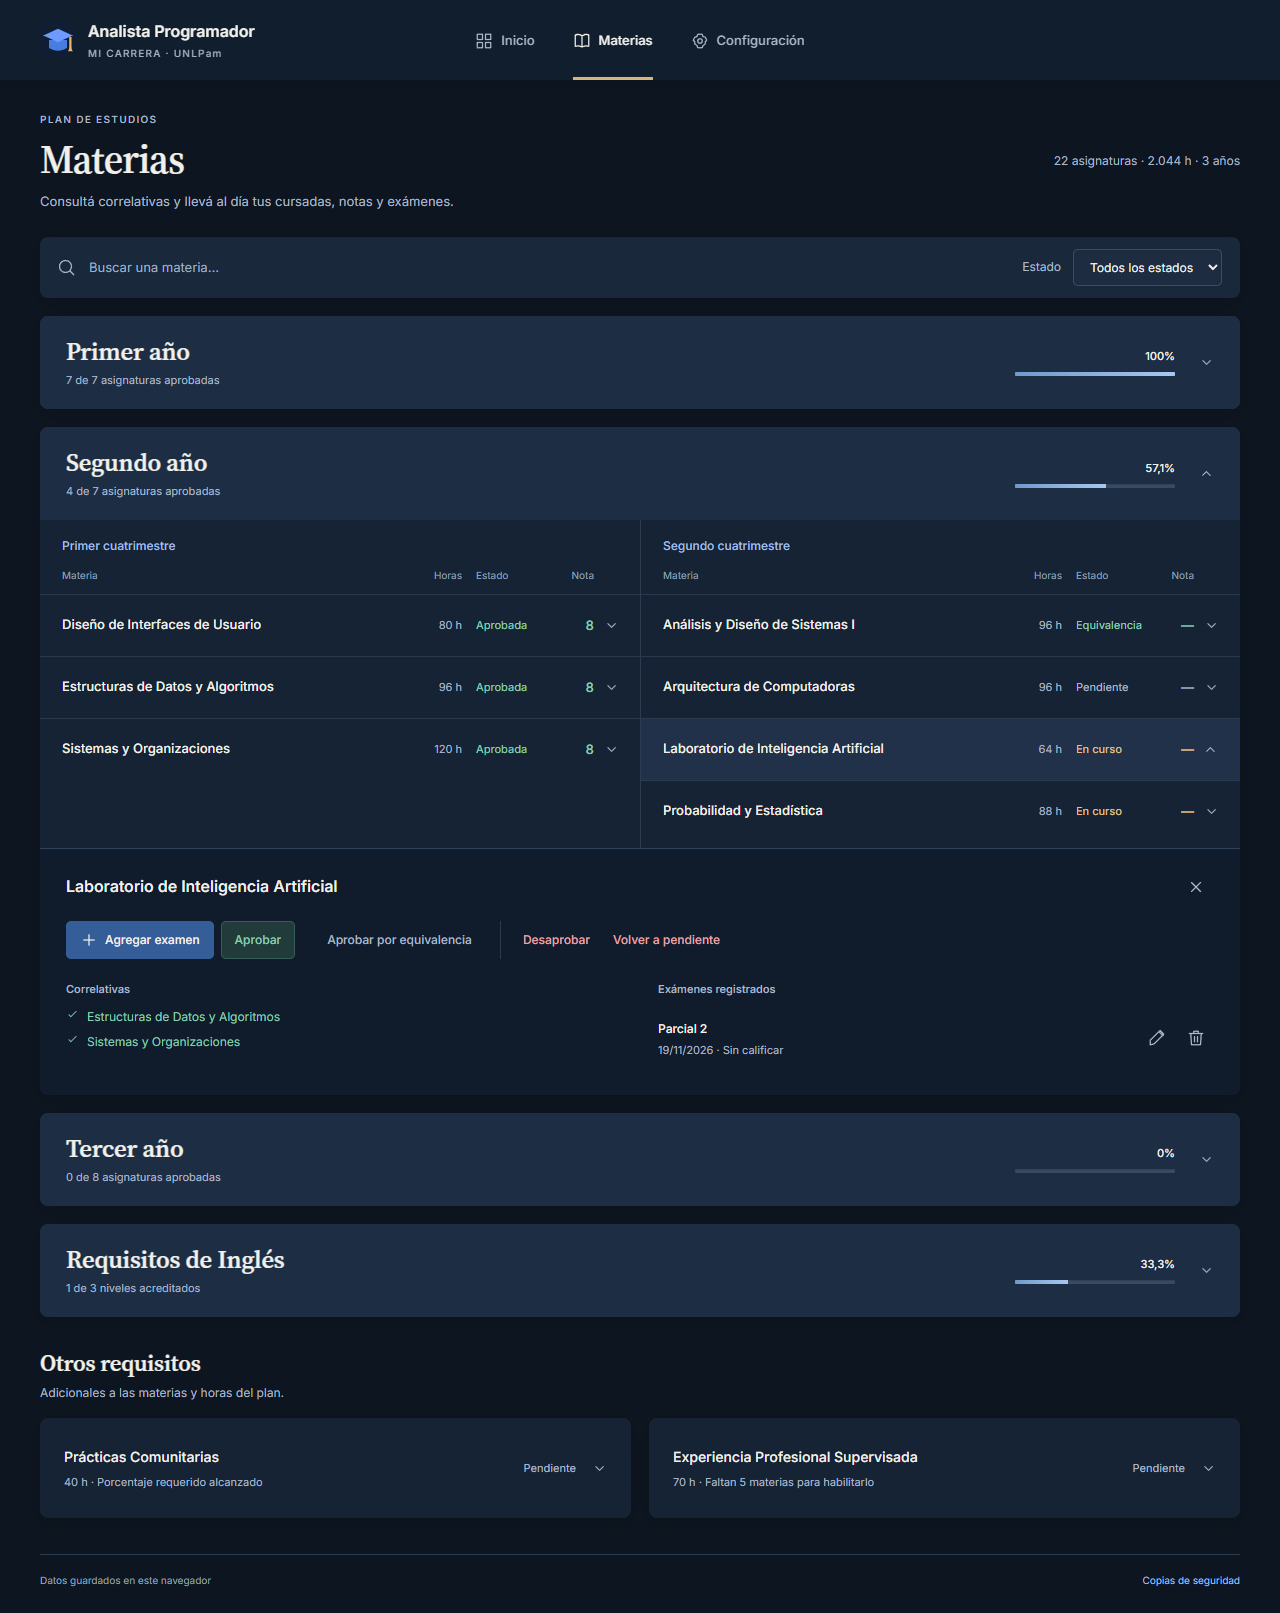 Analista Programador
MI CARRERA · UNLPam
Inicio
Materias
Configuración
PLAN DE ESTUDIOS
Materias
22 asignaturas · 2.044 h · 3 años
Consultá correlativas y llevá al día tus cursadas, notas y exámenes.
Buscar una materia...
Estado
Todos los estados
Primer año
7 de 7 asignaturas aprobadas
100%
Segundo año
4 de 7 asignaturas aprobadas
57,1%
Primer cuatrimestre
Materia Horas Estado Nota
Diseño de Interfaces de Usuario 80 h Aprobada 8
Estructuras de Datos y Algoritmos 96 h Aprobada 8
Sistemas y Organizaciones 120 h Aprobada 8
Segundo cuatrimestre
Materia Horas Estado Nota
Análisis y Diseño de Sistemas I 96 h Equivalencia —
Arquitectura de Computadoras 96 h Pendiente —
Laboratorio de Inteligencia Artificial 64 h En curso —
Probabilidad y Estadística 88 h En curso —
Laboratorio de Inteligencia Artificial
Agregar examen
Aprobar
Aprobar por equivalencia
Desaprobar
Volver a pendiente
Correlativas
Estructuras de Datos y Algoritmos
Sistemas y Organizaciones
Exámenes registrados
Parcial 2
19/11/2026 · Sin calificar
Tercer año
0 de 8 asignaturas aprobadas
0%
Requisitos de Inglés
1 de 3 niveles acreditados
33,3%
Otros requisitos
Adicionales a las materias y horas del plan.
Prácticas Comunitarias
40 h · Porcentaje requerido alcanzado
Pendiente
Experiencia Profesional Supervisada
70 h · Faltan 5 materias para habilitarlo
Pendiente
Datos guardados en este navegador
Copias de seguridad